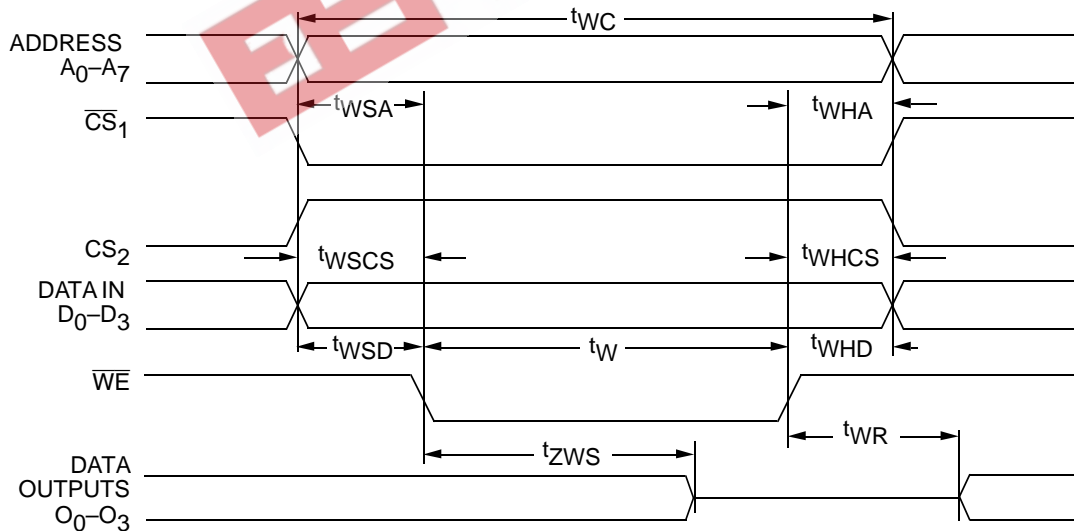 tWC
ADDRESS
A0–A7
tWSA
tWHA
CS1
CS2
tWSCS
tWHCS
DATA IN
D0–D3
tWSD
tW
tWHD
WE
tWR
tZWS
DATA
OUTPUTS
O0–O3